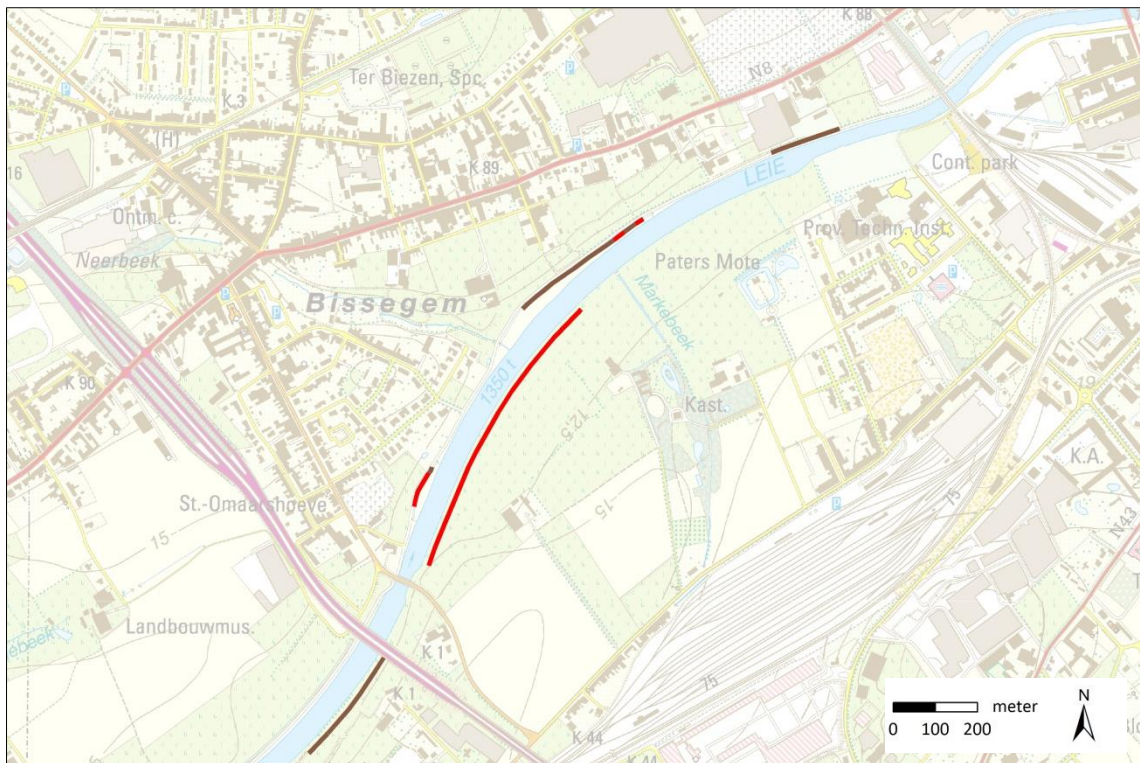 K 88
N8
Ter Biezen, Spc.
K 3
(H)
16
K 89
LEIE
Cont. park
Ontm. c.
Prov. Techn. Inst.
Neerbeek
Paters Mote
Markebeek
Bissegem
1350 t
K 90
19
Kast.
12,5
K.A.
St.-Omaarshoeve
75
15
15
N43
Landbouwmus.
K 1
K 1
75
K 44
K 44
meter
0 100 200
N